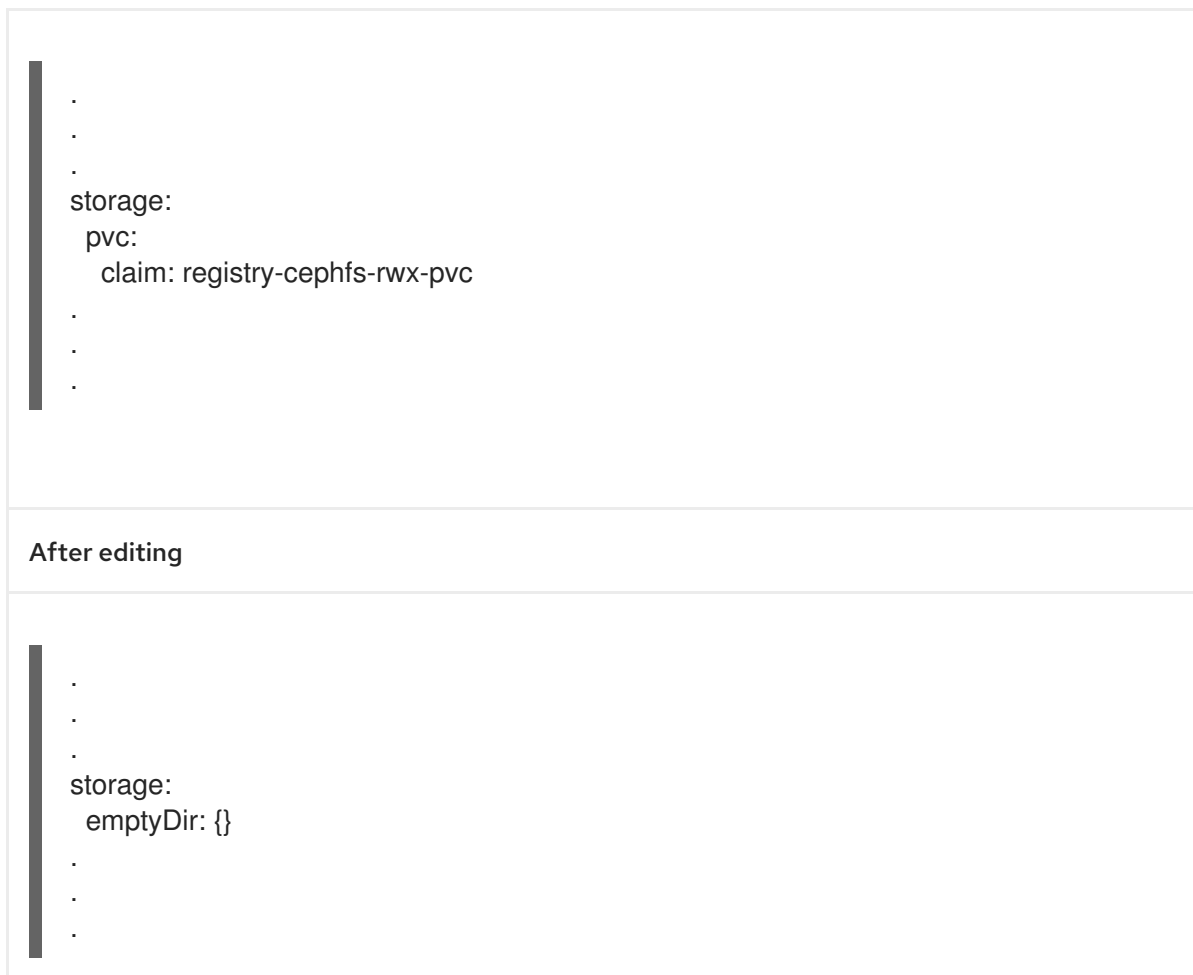 .
.
.
storage:
  pvc:
    claim: registry-cephfs-rwx-pvc
.
.
.
After editing
.
.
.
storage:
  emptyDir: {}
.
.
.